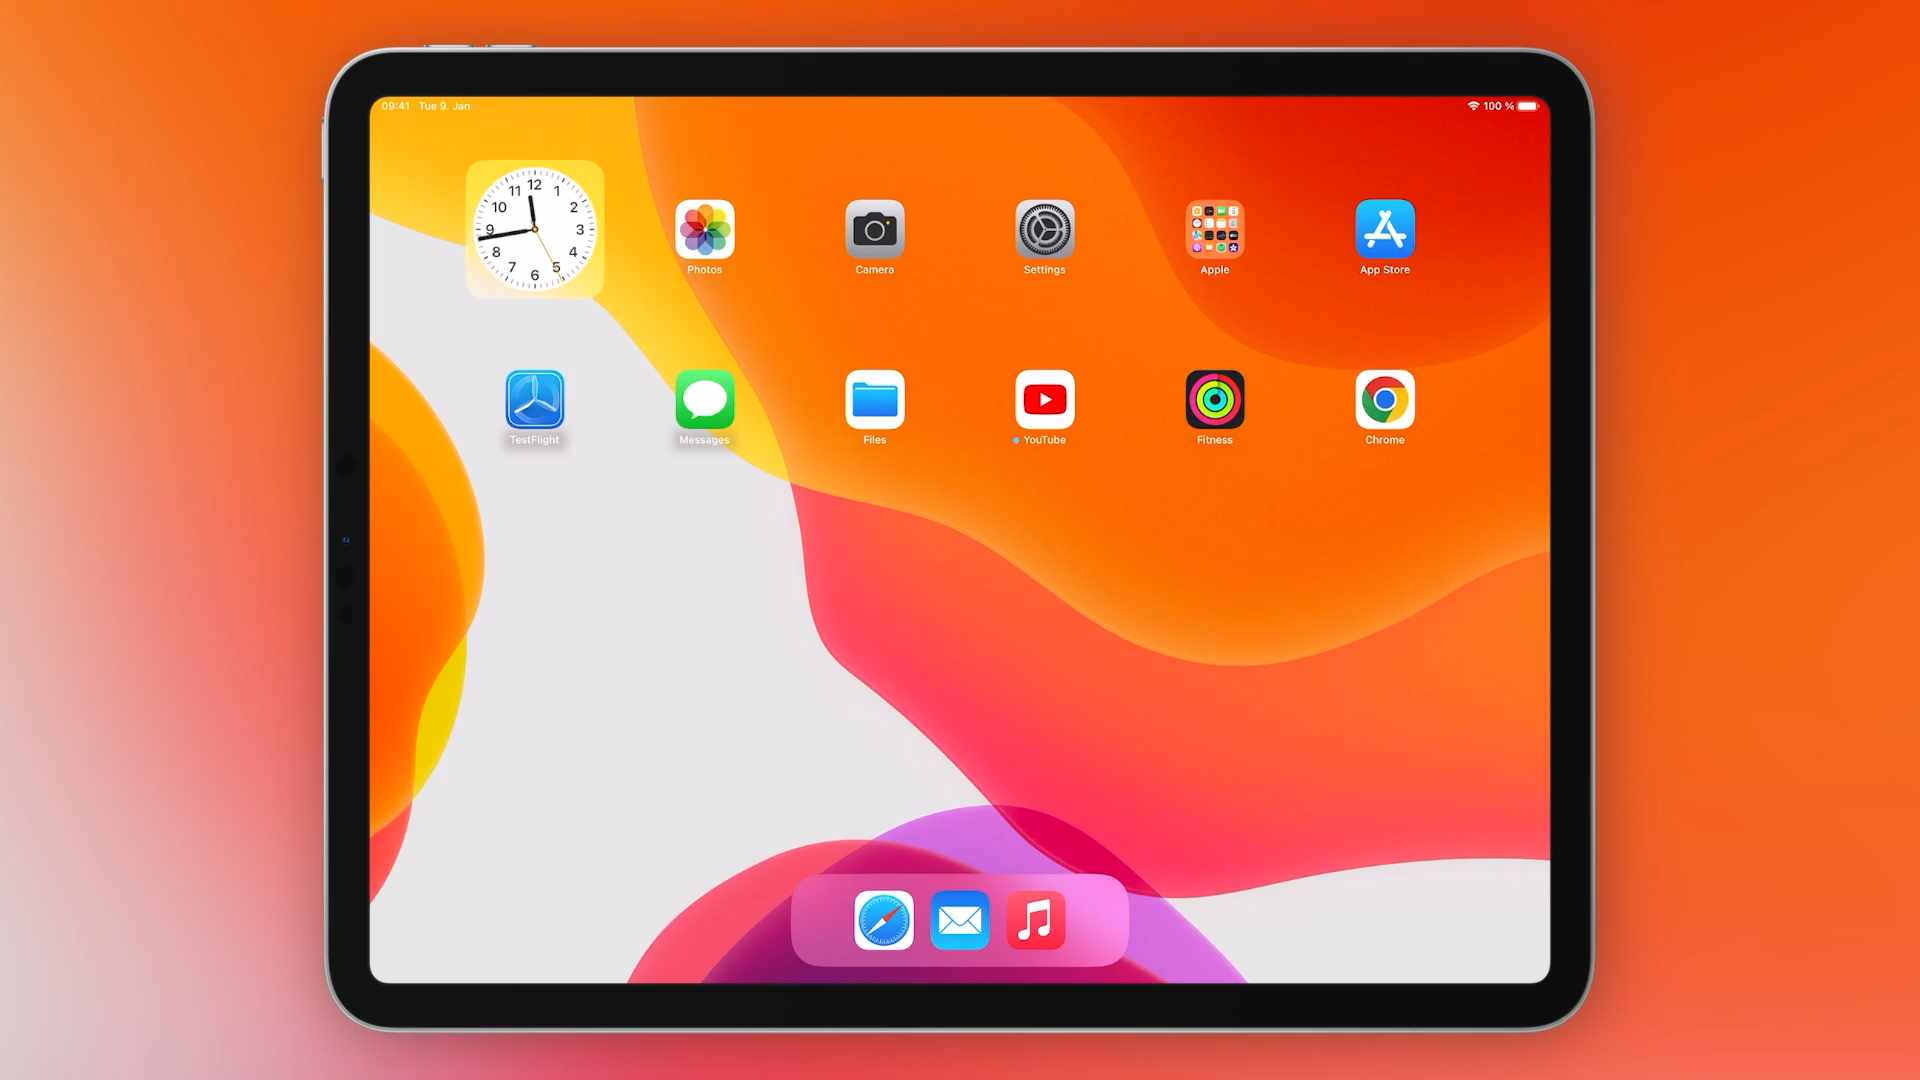 09:41 Tue 9. Jan
100 %
12
11 1
10 2
9 3
8 4
7 5
6
Photos
Camera
Settings
Apple
App Store
TestFlight
Messages
Files
YouTube
Fitness
Chrome